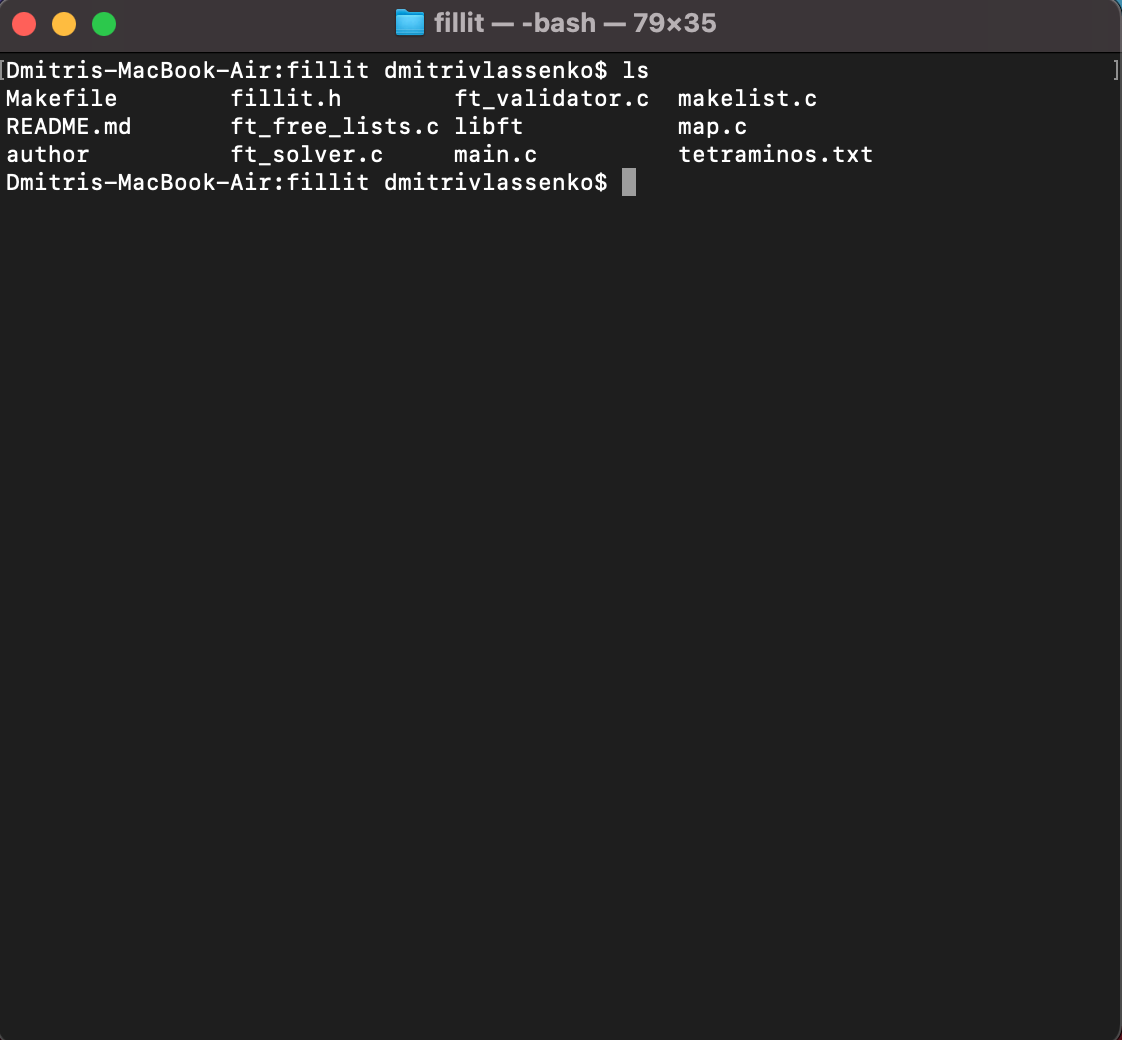 fillit — -bash — 79×35
[Dmitris-MacBook-Air:fillit dmitrivlassenko$ ls ]
Makefile fillit.h ft_validator.c makelist.c
README.md ft_free_lists.c libft map.c
author ft_solver.c main.c tetraminos.txt
Dmitris-MacBook-Air:fillit dmitrivlassenko$